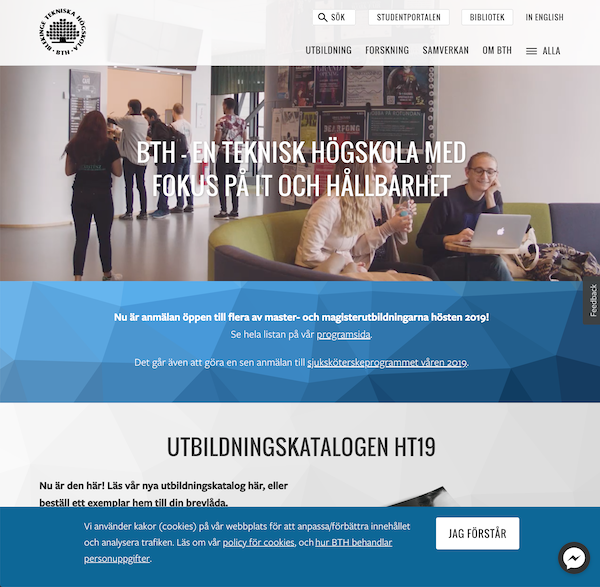 BLEKINGE TEKNISKA HÖGSKOLA
· BTH ·
SÖK
STUDENTPORTALEN
BIBLIOTEK
IN ENGLISH
UTBILDNING
FORSKNING
SAMVERKAN
OM BTH
ALLA
BTH - EN TEKNISK HÖGSKOLA MED
FOKUS PÅ IT OCH HÅLLBARHET
Feedback
Nu är anmälan öppen till flera av master- och magisterutbildningarna hösten 2019!
Se hela listan på vår programsida.
Det går även att göra en sen anmälan till sjuksköterskeprogrammet våren 2019.
UTBILDNINGSKATALOGEN HT19
Nu är den här! Läs vår nya utbildningskatalog här, eller
beställ ett exemplar hem till din brevlåda.
Vi använder kakor (cookies) på vår webbplats för att anpassa/förbättra innehållet
och analysera trafiken. Läs om vår policy för cookies, och hur BTH behandlar
personuppgifter.
JAG FÖRSTÅR